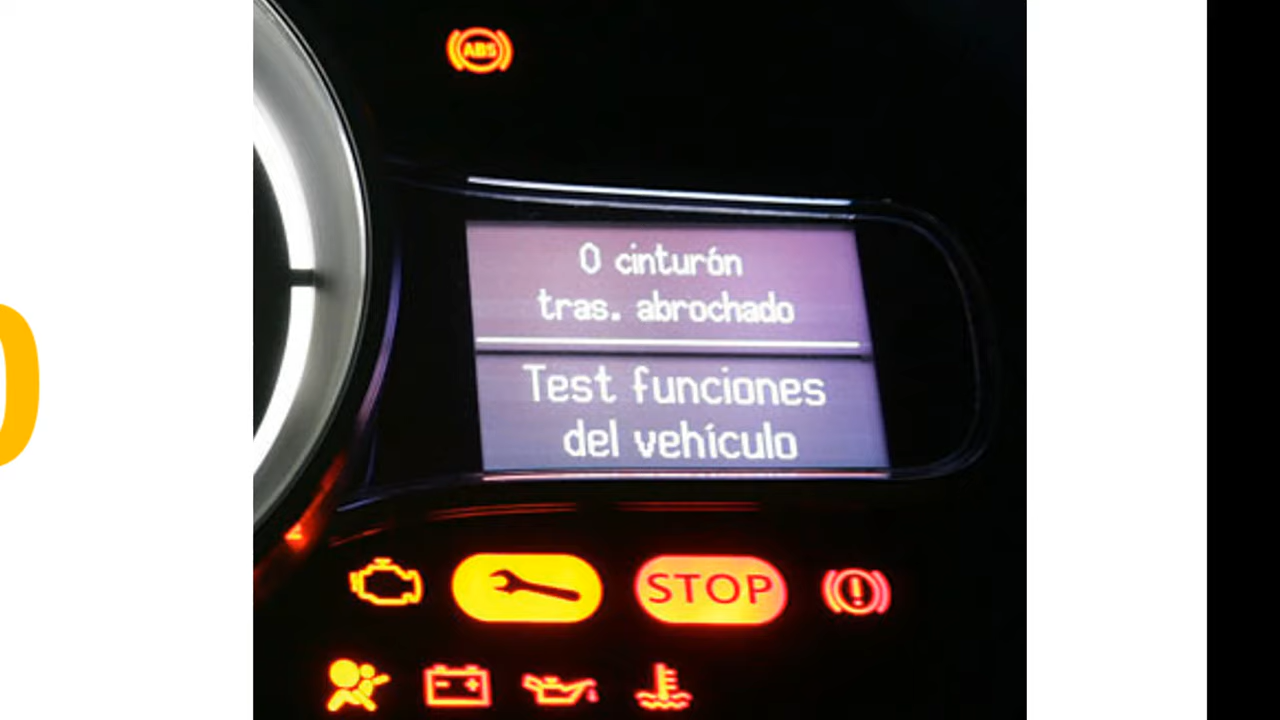 ABS
0 cinturón
tras. abrochado
Test funciones
del vehículo
STOP